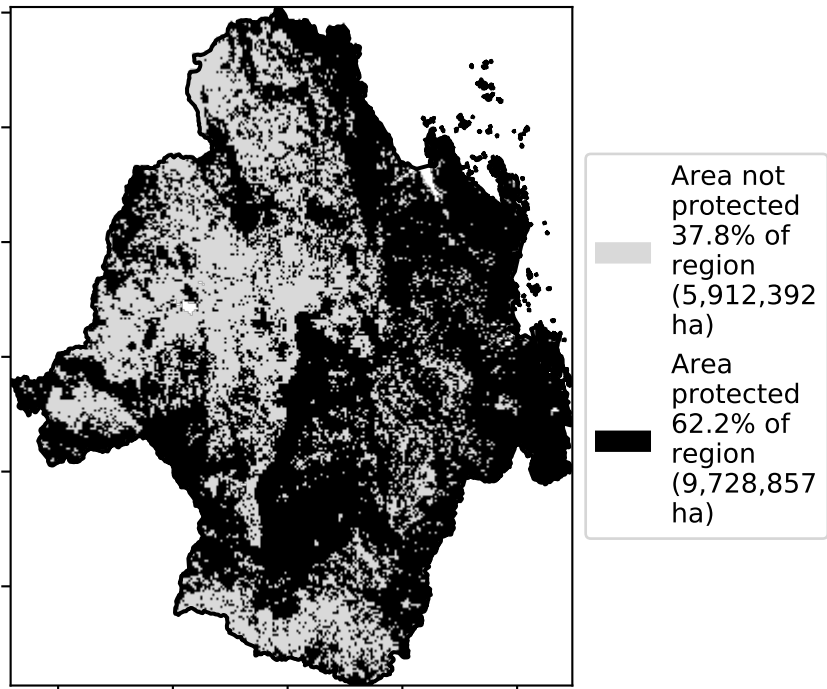 Area not
protected
37.8% of
region
(5,912,392
ha)
Area
protected
62.2% of
region
(9,728,857
ha)